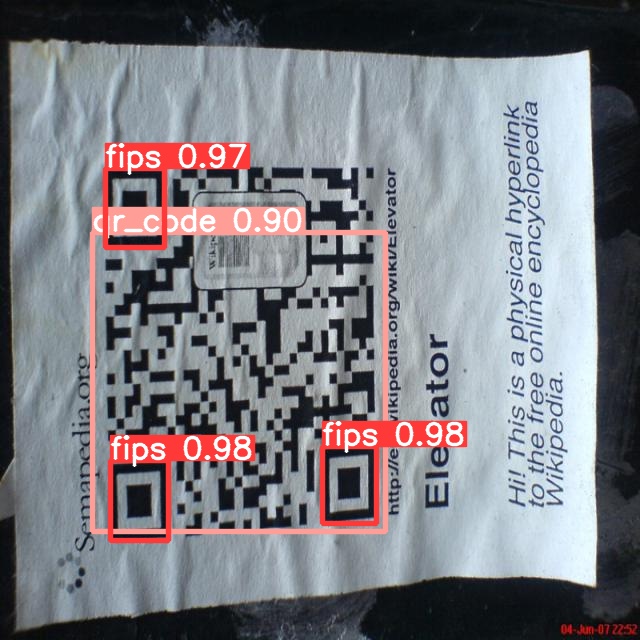 fips 0.97
qr_code 0.90
fips 0.98
fips 0.98
Semapedia.org
Wikipe
wikipedia.org/wiki/Elevator
http://e
Elevator
Hi! This is a physical hyperlink
to the free online encyclopedia
Wikipedia.
04-Jun-07 22:52